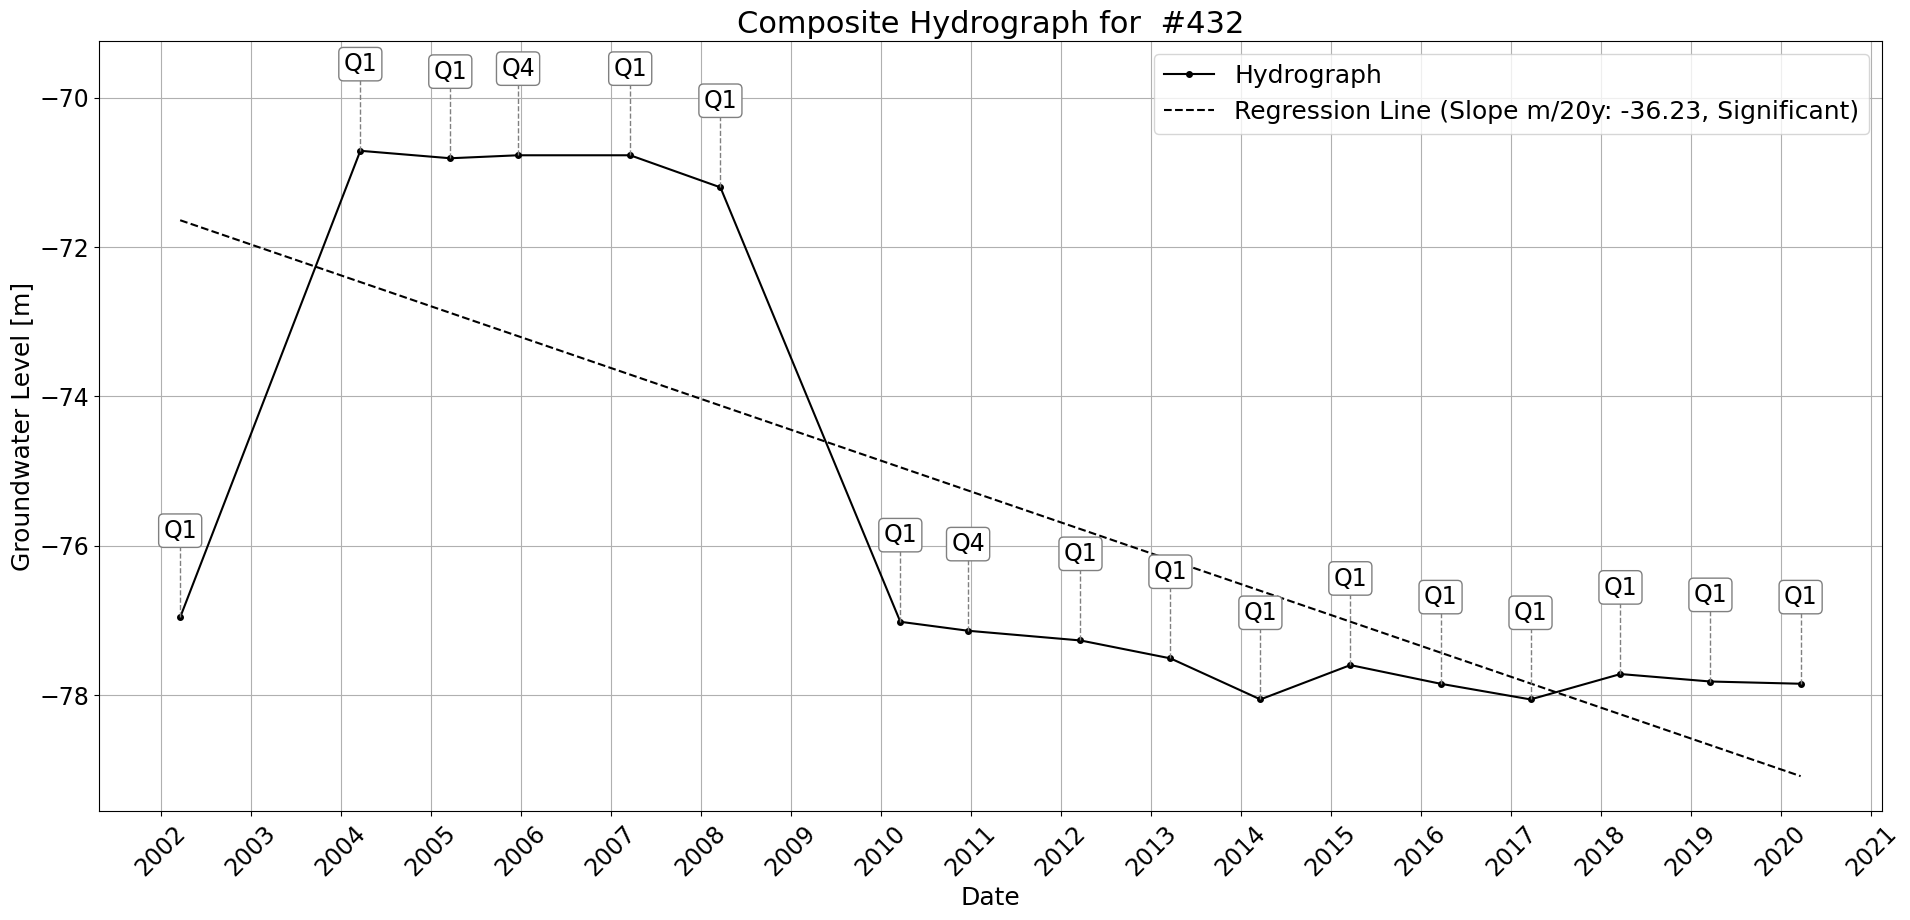 Composite Hydrograph for  #432
Hydrograph
Regression Line (Slope m/20y: -36.23, Significant)
Groundwater Level [m]
−70
−72
−74
−76
−78
Q1
Q1
Q1
Q4
Q1
Q1
Q1
Q4
Q1
Q1
Q1
Q1
Q1
Q1
Q1
Q1
Q1
2002
2003
2004
2005
2006
2007
2008
2009
2010
2011
2012
2013
2014
2015
2016
2017
2018
2019
2020
2021
Date